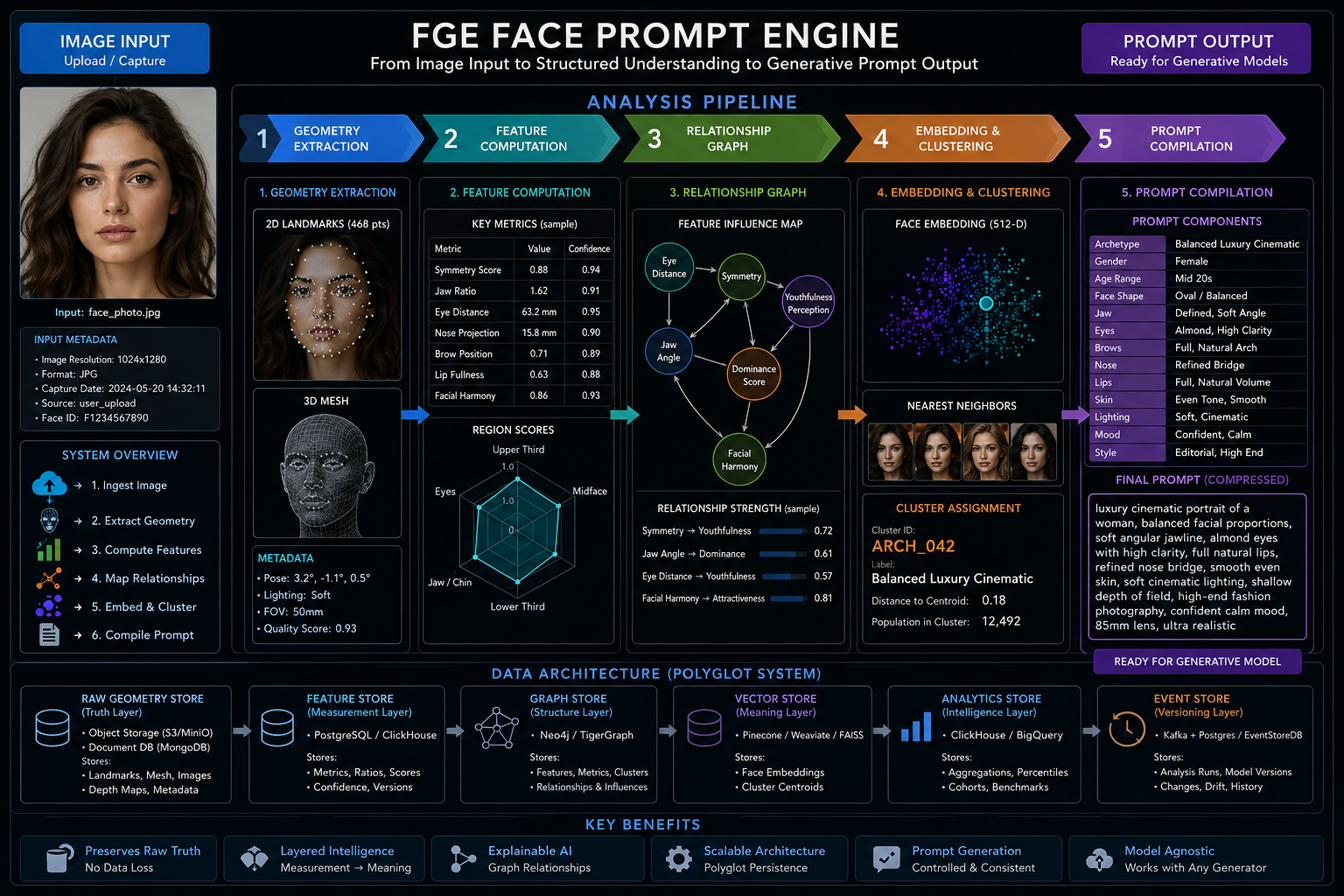 IMAGE INPUT
Upload / Capture
FGE FACE PROMPT ENGINE
From Image Input to Structured Understanding to Generative Prompt Output
PROMPT OUTPUT
Ready for Generative Models
Input: face_photo.jpg
INPUT METADATA
• Image Resolution: 1024x1280
• Format: JPG
• Capture Date: 2024-05-20 14:32:11
• Source: user_upload
• Face ID: F1234567890
SYSTEM OVERVIEW
→ 1. Ingest Image
→ 2. Extract Geometry
→ 3. Compute Features
→ 4. Map Relationships
→ 5. Embed & Cluster
→ 6. Compile Prompt
ANALYSIS PIPELINE
1 GEOMETRY
EXTRACTION
2 FEATURE
COMPUTATION
3 RELATIONSHIP
GRAPH
4 EMBEDDING &
CLUSTERING
5 PROMPT
COMPILATION
1. GEOMETRY EXTRACTION
2D LANDMARKS (468 pts)
3D MESH
METADATA
• Pose: 3.2°, -1.1°, 0.5°
• Lighting: Soft
• FOV: 50mm
• Quality Score: 0.93
2. FEATURE COMPUTATION
KEY METRICS (sample)
Metric Value Confidence
Symmetry Score 0.88 0.94
Jaw Ratio 1.62 0.91
Eye Distance 63.2 mm 0.95
Nose Projection 15.8 mm 0.90
Brow Position 0.71 0.89
Lip Fullness 0.63 0.88
Facial Harmony 0.86 0.93
REGION SCORES
Upper Third
1.0
Eyes
Midface
1.0
0
Jaw / Chin
Lower Third
3. RELATIONSHIP GRAPH
FEATURE INFLUENCE MAP
Eye
Distance
Symmetry
Youthfulness
Perception
Jaw
Angle
Dominance
Score
Facial
Harmony
RELATIONSHIP STRENGTH (sample)
Symmetry → Youthfulness 0.72
Jaw Angle → Dominance 0.61
Eye Distance → Youthfulness 0.57
Facial Harmony → Attractiveness 0.81
4. EMBEDDING & CLUSTERING
FACE EMBEDDING (512-D)
NEAREST NEIGHBORS
CLUSTER ASSIGNMENT
Cluster ID:
ARCH_042
Label:
Balanced Luxury Cinematic
Distance to Centroid: 0.18
Population in Cluster: 12,492
5. PROMPT COMPILATION
PROMPT COMPONENTS
Archetype Balanced Luxury Cinematic
Gender Female
Age Range Mid 20s
Face Shape Oval / Balanced
Jaw Defined, Soft Angle
Eyes Almond, High Clarity
Brows Full, Natural Arch
Nose Refined Bridge
Lips Full, Natural Volume
Skin Even Tone, Smooth
Lighting Soft, Cinematic
Mood Confident, Calm
Style Editorial, High End
FINAL PROMPT (COMPRESSED)
luxury cinematic portrait of a
woman, balanced facial proportions,
soft angular jawline, almond eyes
with high clarity, full natural lips,
refined nose bridge, smooth even
skin, soft cinematic lighting, shallow
depth of field, high-end fashion
photography, confident calm mood,
85mm lens, ultra realistic
READY FOR GENERATIVE MODEL
DATA ARCHITECTURE (POLYGLOT SYSTEM)
RAW GEOMETRY STORE
(Truth Layer)
• Object Storage (S3/MiniO)
• Document DB (MongoDB)
Stores:
• Landmarks, Mesh, Images
• Depth Maps, Metadata
FEATURE STORE
(Measurement Layer)
• PostgreSQL / ClickHouse
Stores:
• Metrics, Ratios, Scores
• Confidence, Versions
GRAPH STORE
(Structure Layer)
• Neo4j / TigerGraph
Stores:
• Features, Metrics, Clusters
• Relationships & Influences
VECTOR STORE
(Meaning Layer)
• Pinecone / Weaviate / FAISS
Stores:
• Face Embeddings
• Cluster Centroids
ANALYTICS STORE
(Intelligence Layer)
• ClickHouse / BigQuery
Stores:
• Aggregations, Percentiles
• Cohorts, Benchmarks
EVENT STORE
(Versioning Layer)
• Kafka + Postgres / EventStoreDB
Stores:
• Analysis Runs, Model Versions
• Changes, Drift, History
KEY BENEFITS
Preserves Raw Truth
No Data Loss
Layered Intelligence
Measurement → Meaning
Explainable AI
Graph Relationships
Scalable Architecture
Polyglot Persistence
Prompt Generation
Controlled & Consistent
Model Agnostic
Works with Any Generator